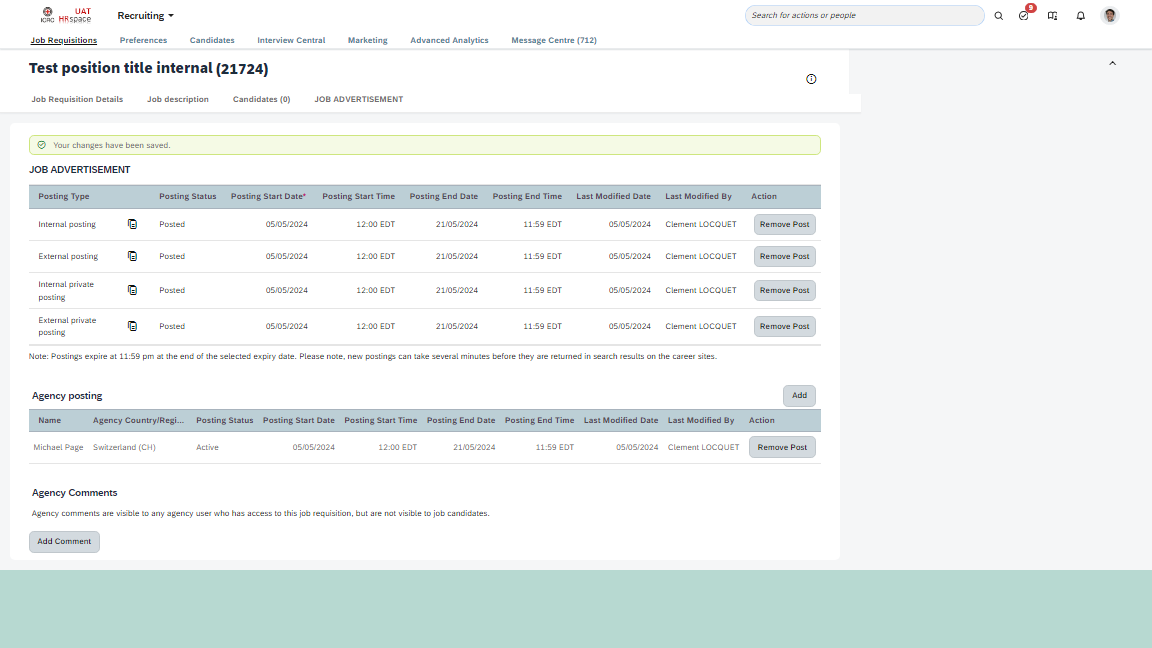 ICRC UAT HRspace Recruiting Search for actions or people 9
Job Requisitions Preferences Candidates Interview Central Marketing Advanced Analytics Message Centre (712)
Test position title internal (21724)
Job Requisition Details Job description Candidates (0) JOB ADVERTISEMENT
Your changes have been saved.
JOB ADVERTISEMENT
Posting Type Posting Status Posting Start Date* Posting Start Time Posting End Date Posting End Time Last Modified Date Last Modified By Action
Internal posting Posted 05/05/2024 12:00 EDT 21/05/2024 11:59 EDT 05/05/2024 Clement LOCQUET Remove Post
External posting Posted 05/05/2024 12:00 EDT 21/05/2024 11:59 EDT 05/05/2024 Clement LOCQUET Remove Post
Internal private
posting Posted 05/05/2024 12:00 EDT 21/05/2024 11:59 EDT 05/05/2024 Clement LOCQUET Remove Post
External private
posting Posted 05/05/2024 12:00 EDT 21/05/2024 11:59 EDT 05/05/2024 Clement LOCQUET Remove Post
Note: Postings expire at 11:59 pm at the end of the selected expiry date. Please note, new postings can take several minutes before they are returned in search results on the career sites.
Agency posting Add
Name Agency Country/Regi... Posting Status Posting Start Date Posting Start Time Posting End Date Posting End Time Last Modified Date Last Modified By Action
Michael Page Switzerland (CH) Active 05/05/2024 12:00 EDT 21/05/2024 11:59 EDT 05/05/2024 Clement LOCQUET Remove Post
Agency Comments
Agency comments are visible to any agency user who has access to this job requisition, but are not visible to job candidates.
Add Comment